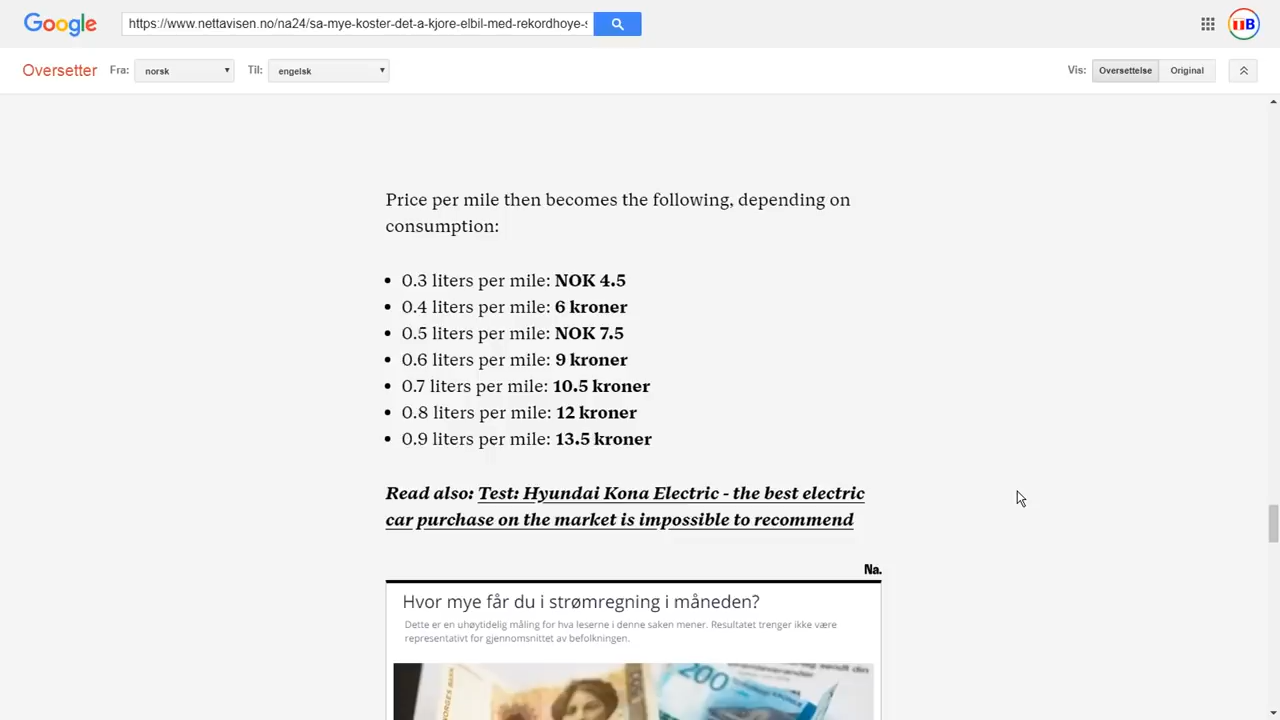 Google
https://www.nettavisen.no/na24/sa-mye-koster-det-a-kjore-elbil-med-rekordhoye-s
Oversetter Fra: norsk Til: engelsk Vis: Oversettelse Original
Price per mile then becomes the following, depending on
consumption:
• 0.3 liters per mile: NOK 4.5
• 0.4 liters per mile: 6 kroner
• 0.5 liters per mile: NOK 7.5
• 0.6 liters per mile: 9 kroner
• 0.7 liters per mile: 10.5 kroner
• 0.8 liters per mile: 12 kroner
• 0.9 liters per mile: 13.5 kroner
Read also: Test: Hyundai Kona Electric - the best electric
car purchase on the market is impossible to recommend
Na.
Hvor mye får du i strømregning i måneden?
Dette er en uhøytidelig måling for hva leserne i denne saken mener. Resultatet trenger ikke være
representativt for gjennomsnittet av befolkningen.
200